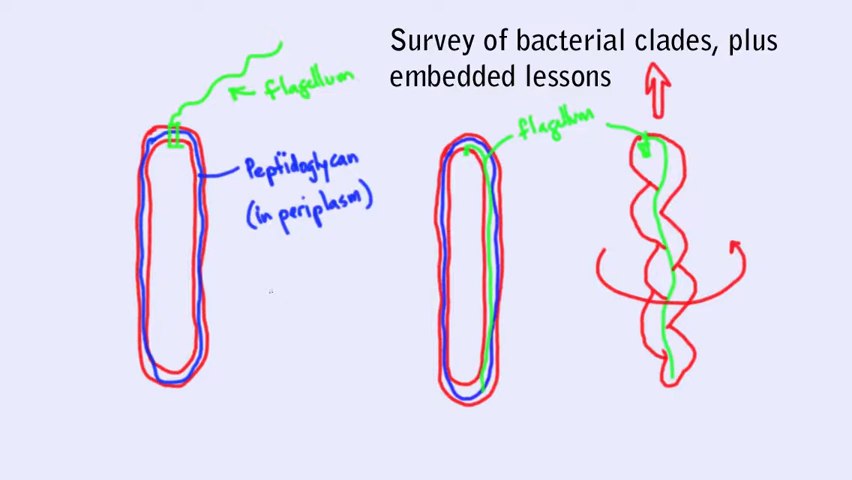 Survey of bacterial clades, plus
embedded lessons
flagellum
Peptidoglycan
(in periplasm)
flagellum